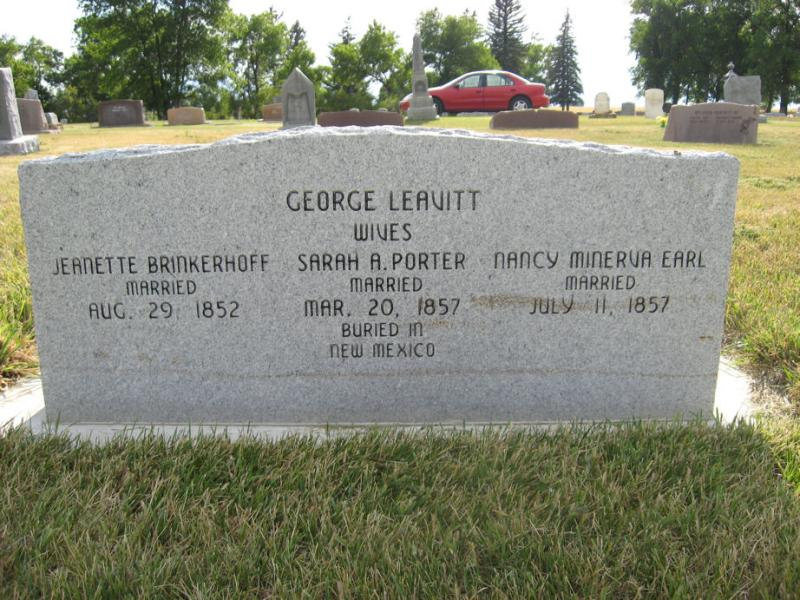 GEORGE LEAVITT
WIVES
JEANETTE BRINKERHOFF SARAH A. PORTER NANCY MINERVA EARL
MARRIED MARRIED MARRIED
AUG. 29, 1852 MAR. 20, 1857 JULY 11, 1857
BURIED IN
NEW MEXICO